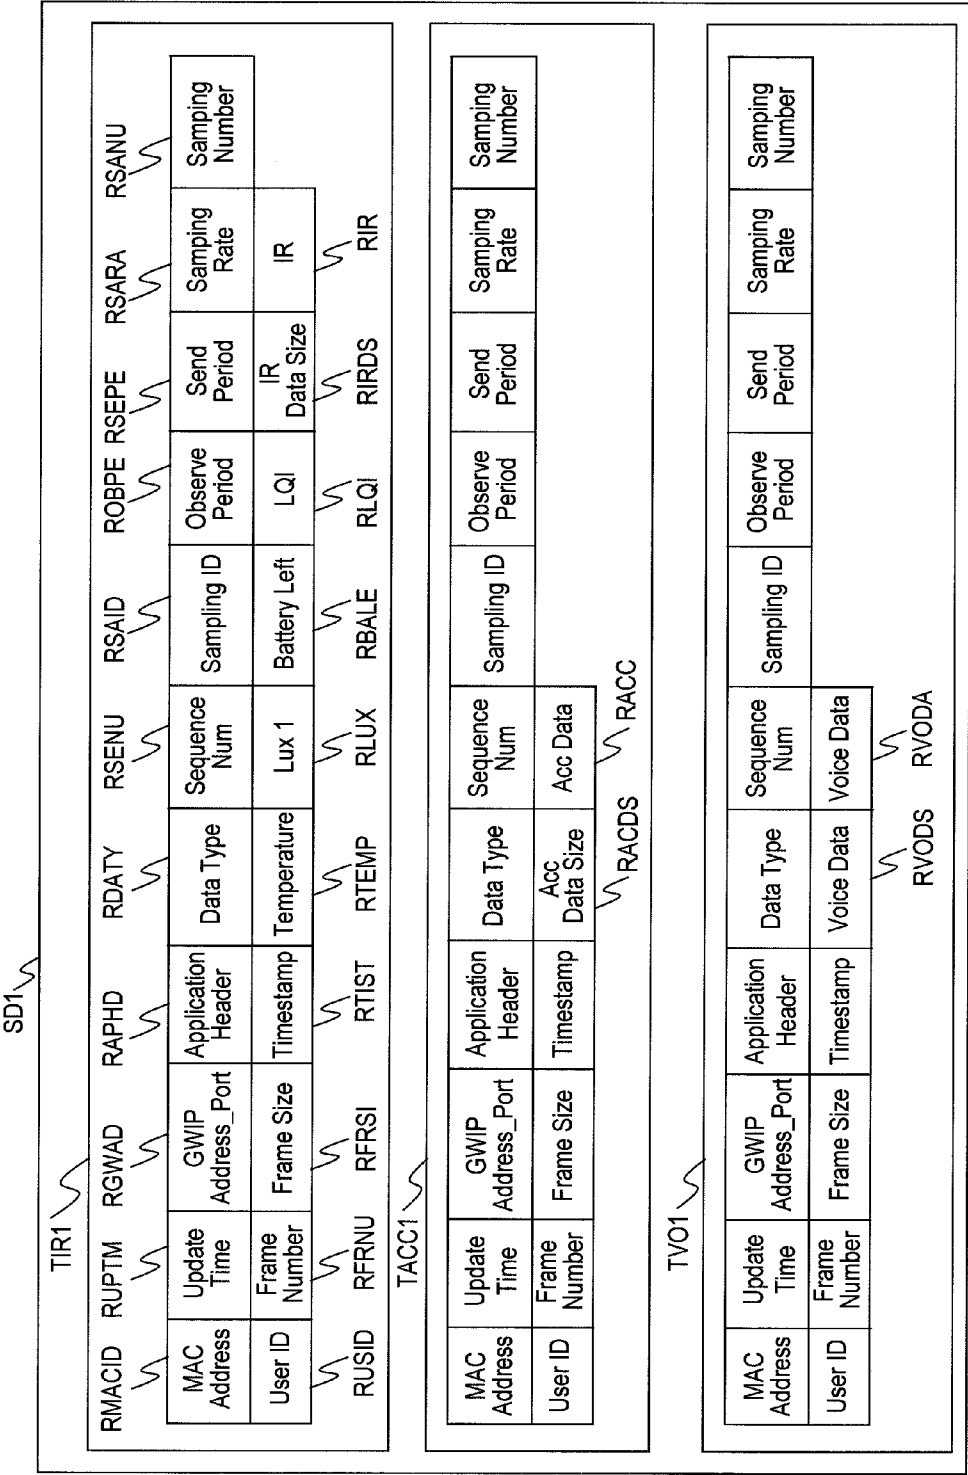 SD1
TIR1
RMACID RUPTM RGWAD RAPHD RDATY RSENU RSAID ROBPE RSEPE RSARA RSANU
MAC Address
Update Time
GWIP Address_Port
Application Header
Data Type
Sequence Num
Sampling ID
Observe Period
Send Period
Samping Rate
Samping Number
User ID
Frame Number
Frame Size
Timestamp
Temperature
Lux 1
Battery Left
LQI
IR Data Size
IR
RUSID RFRNU RFRSI RTIST RTEMP RLUX RBALE RLQI RIRDS RIR
TACC1
MAC Address
Update Time
GWIP Address_Port
Application Header
Data Type
Sequence Num
Sampling ID
Observe Period
Send Period
Samping Rate
Samping Number
User ID
Frame Number
Frame Size
Timestamp
Acc Data Size
Acc Data
RACDS RACC
TVO1
MAC Address
Update Time
GWIP Address_Port
Application Header
Data Type
Sequence Num
Sampling ID
Observe Period
Send Period
Samping Rate
Samping Number
User ID
Frame Number
Frame Size
Timestamp
Voice Data
Voice Data
RVODS RVODA